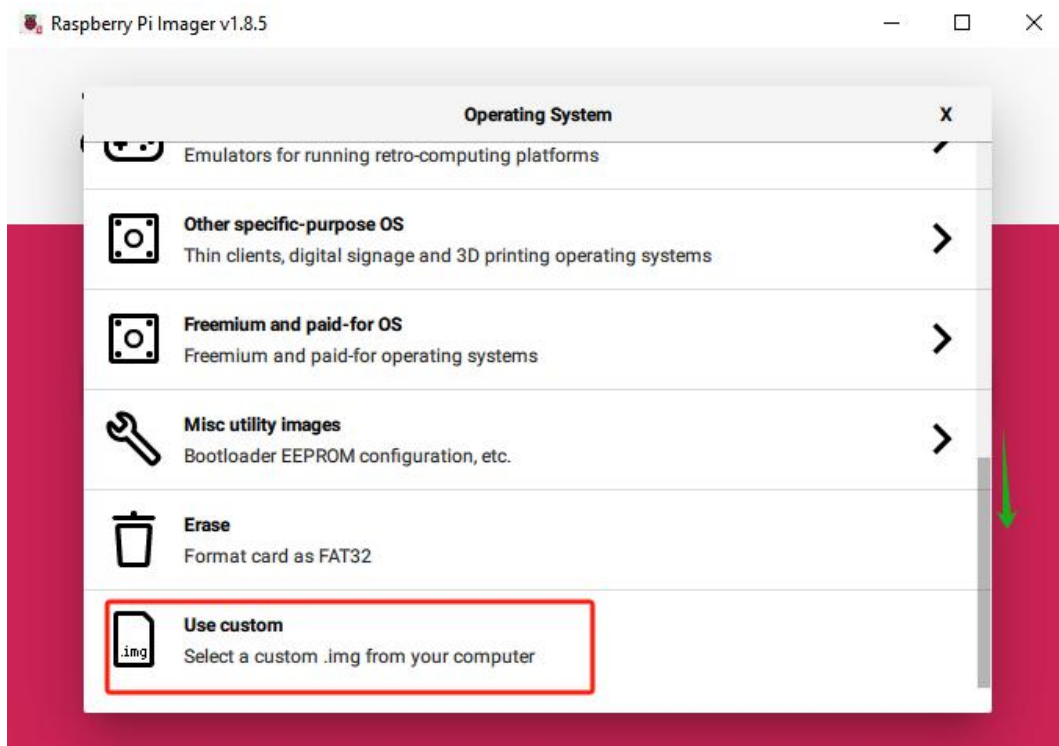 Raspberry Pi Imager v1.8.5
Operating System
X
Emulators for running retro-computing platforms
Other specific-purpose OS
Thin clients, digital signage and 3D printing operating systems
Freemium and paid-for OS
Freemium and paid-for operating systems
Misc utility images
Bootloader EEPROM configuration, etc.
Erase
Format card as FAT32
Use custom
.img
Select a custom .img from your computer